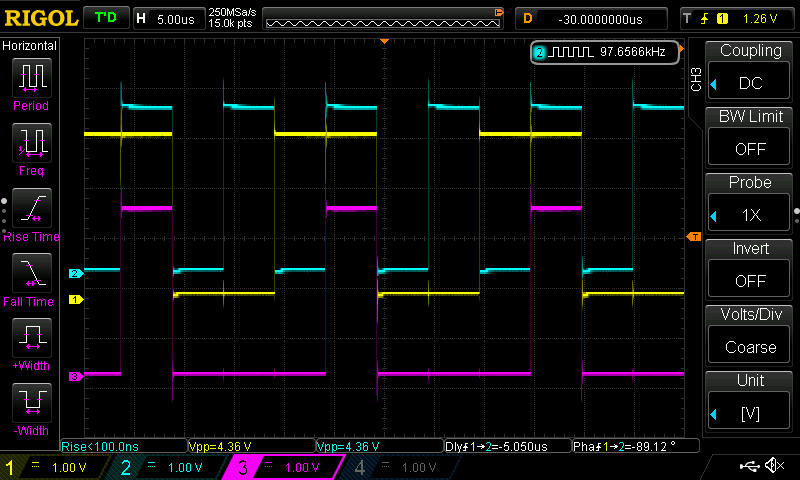 RIGOL T'D H 5.00us 250MSa/s D -30.0000000us T 1 1.26 V
15.0k pts
Horizontal
Period
Freq
Rise Time
Fall Time
+Width
-Width
2 97.6566kHz
T
2
1
3
CH3
Coupling
DC
BW Limit
OFF
Probe
1X
Invert
OFF
Volts/Div
Coarse
Unit
[V]
Rise<100.0ns Vpp=4.36 V Vpp=4.36 V Dly1→2=-5.050us Pha1→2=-89.12 °
1 = 1.00 V 2 = 1.00 V 3 = 1.00 V 4 = 1.00 V